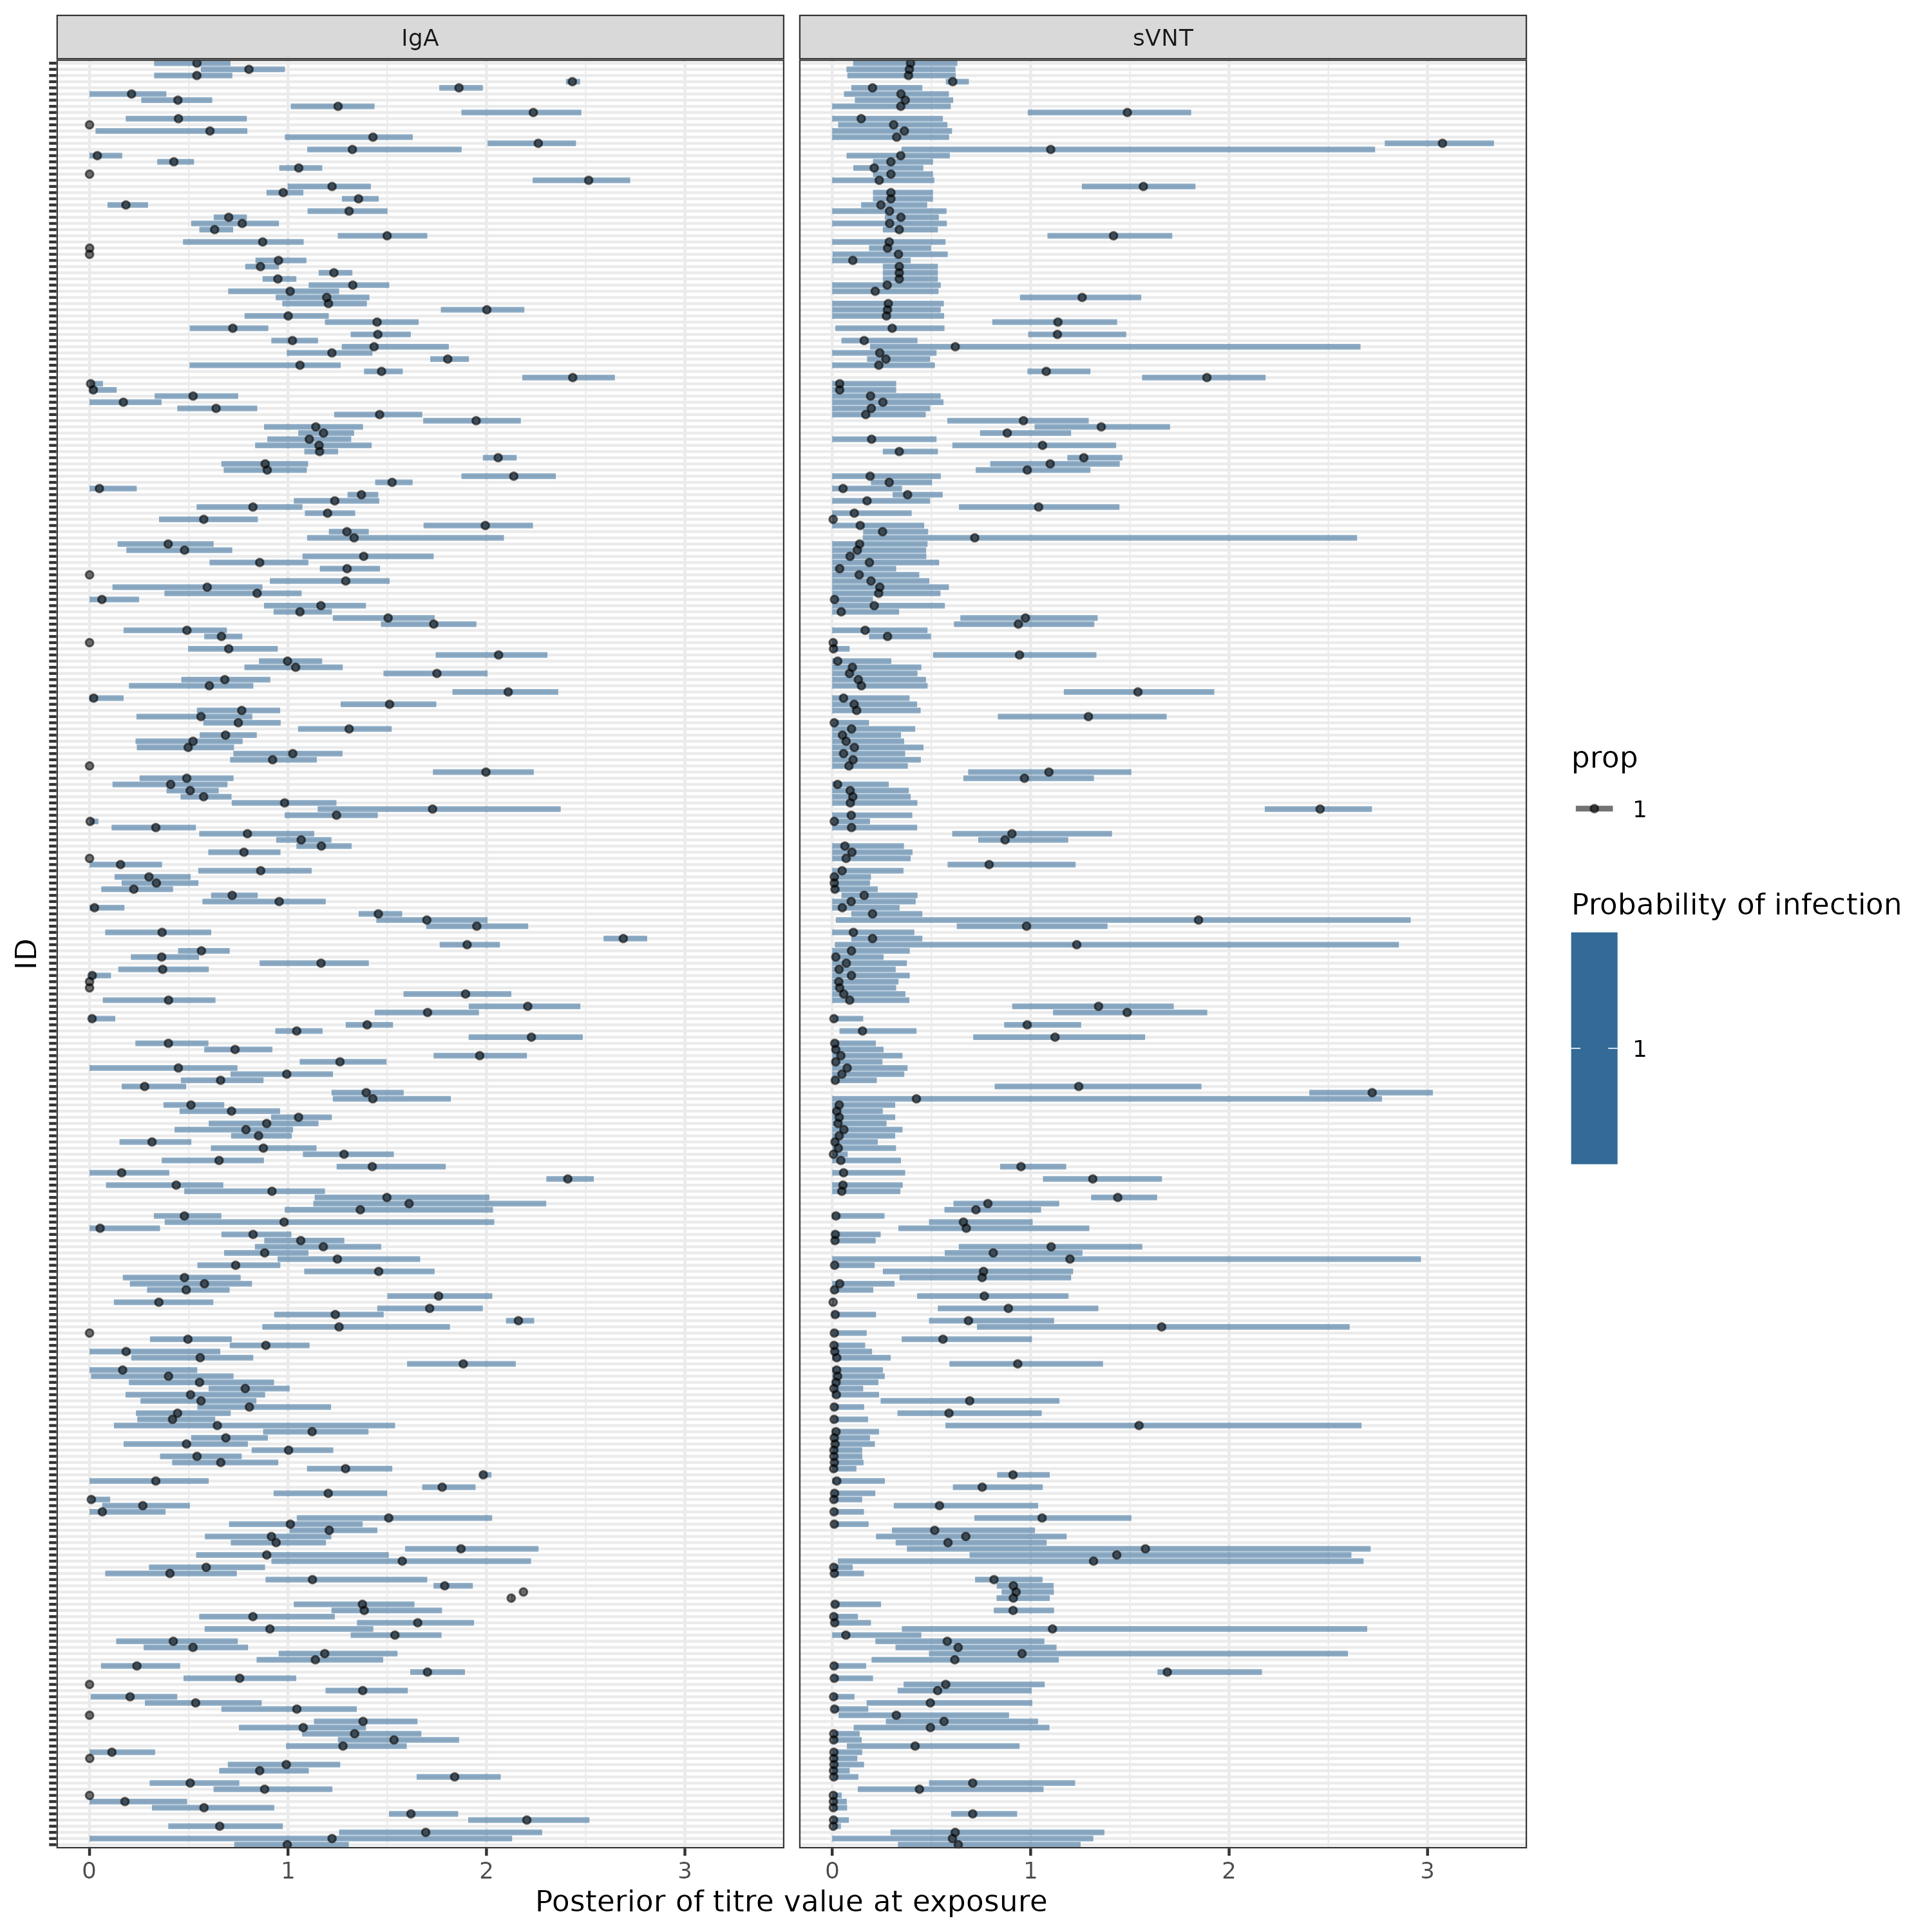 IgA
sVNT
ID
0 1 2 3
0 1 2 3
Posterior of titre value at exposure
prop
1
Probability of infection
1